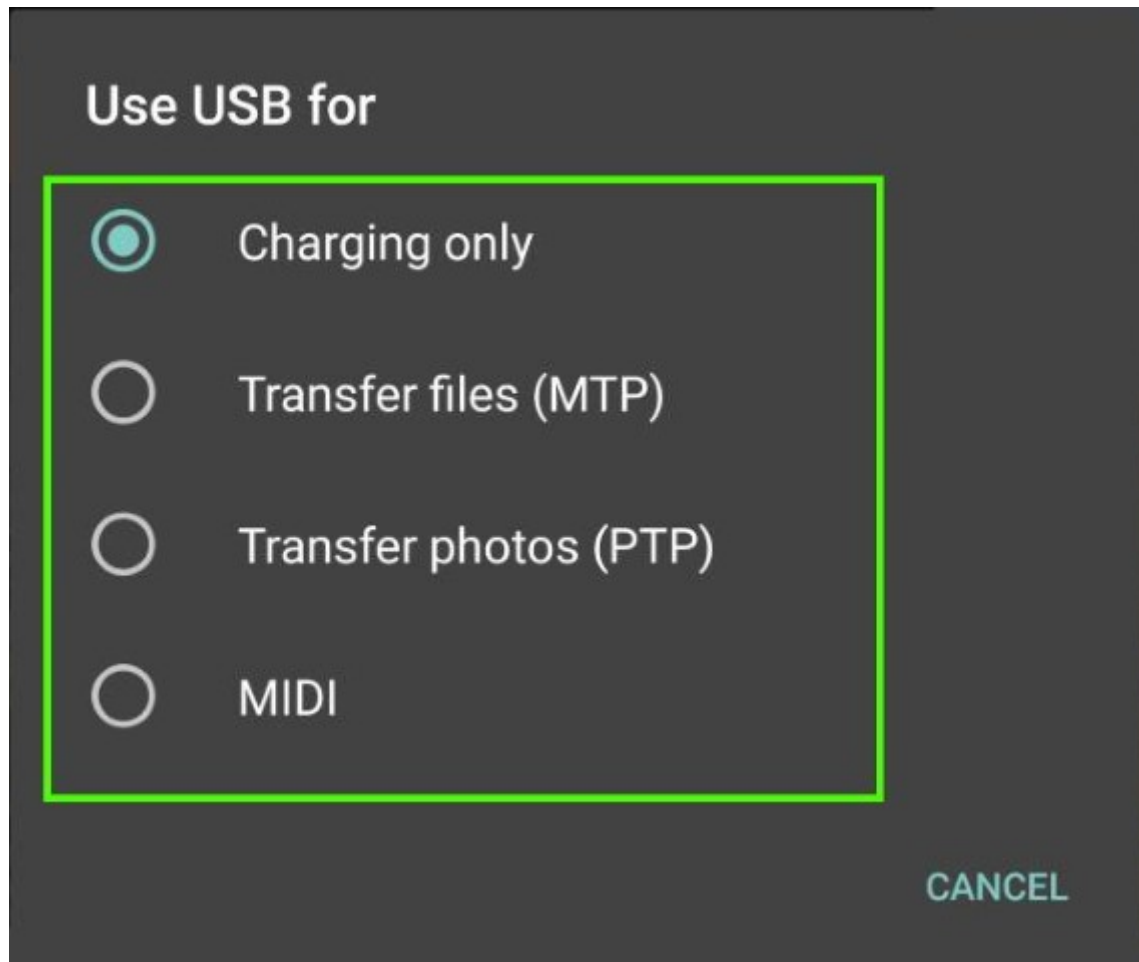 Use USB for
Charging only
Transfer files (MTP)
Transfer photos (PTP)
MIDI
CANCEL